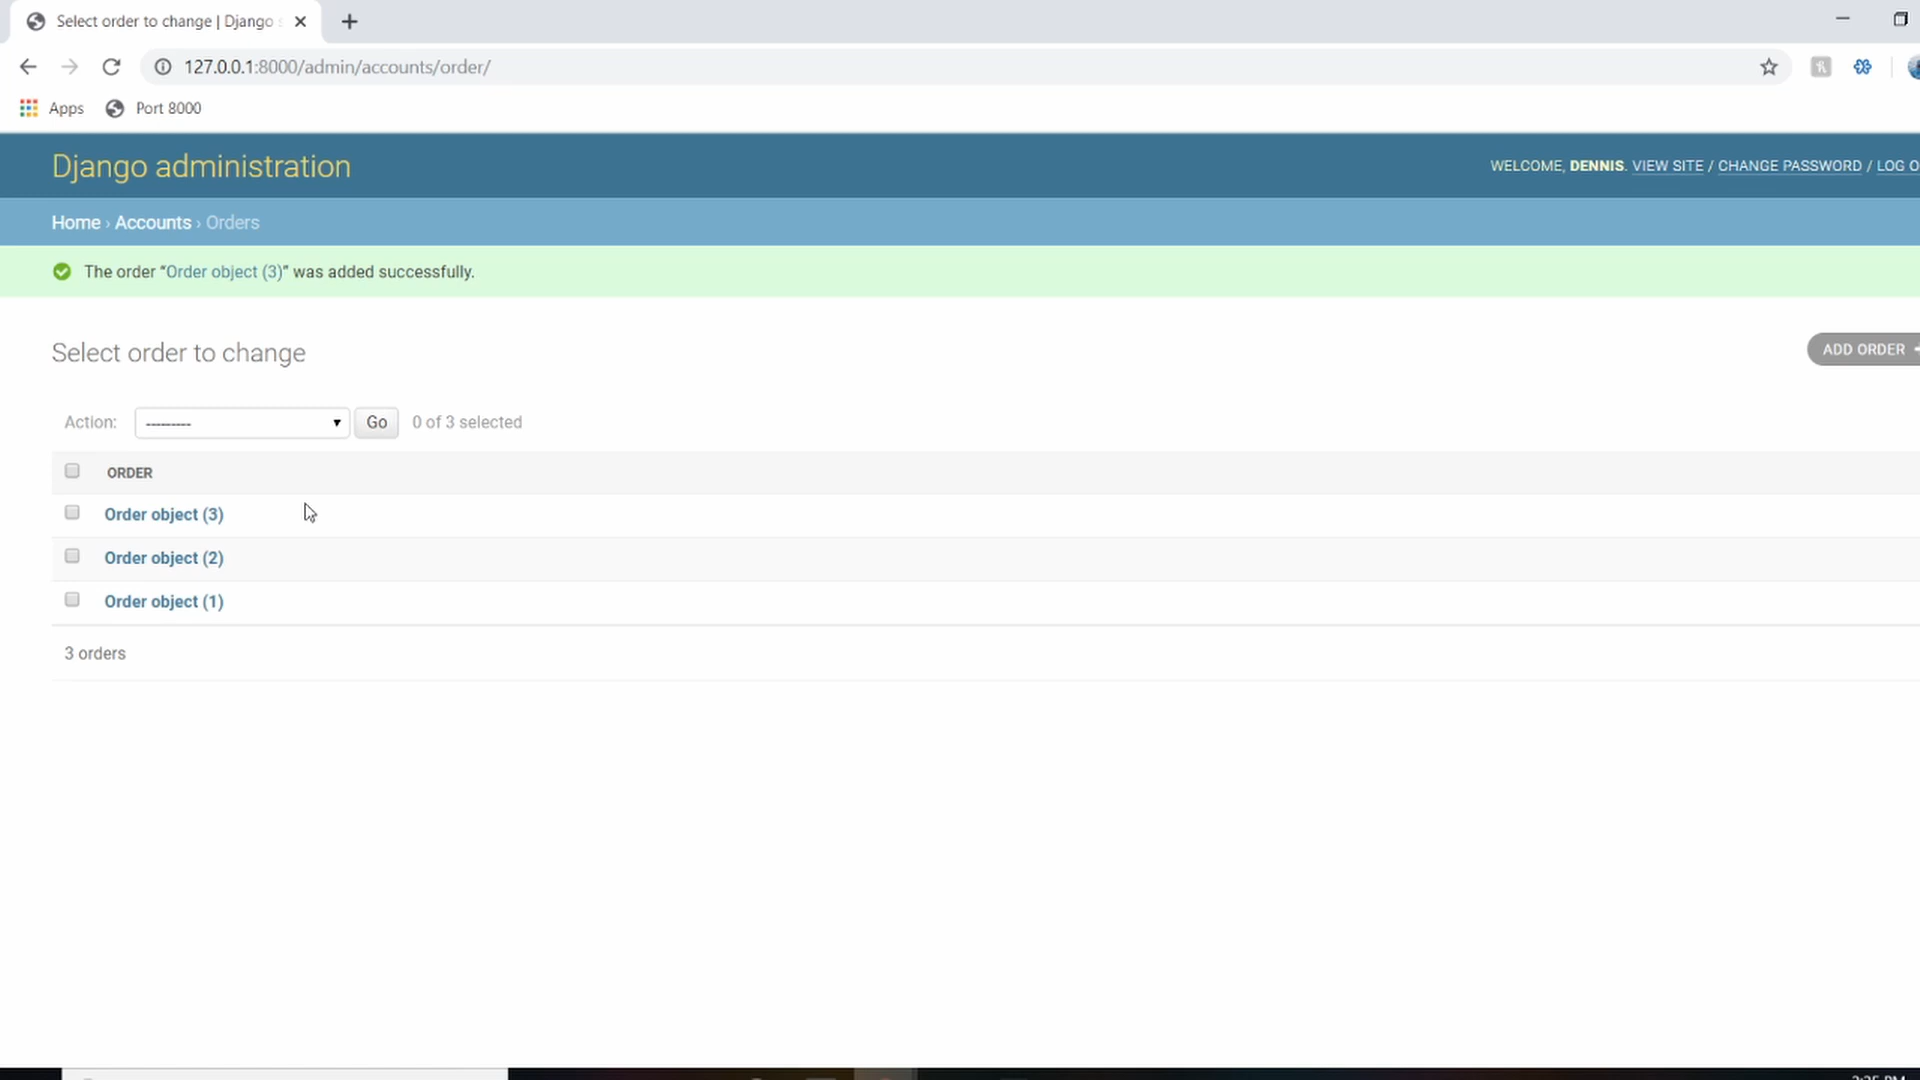 Select order to change | Django s
127.0.0.1:8000/admin/accounts/order/
Apps
Port 8000
Django administration
WELCOME, DENNIS. VIEW SITE / CHANGE PASSWORD / LOG O
Home › Accounts › Orders
The order “Order object (3)” was added successfully.
Select order to change
ADD ORDER +
Action:
---------
Go
0 of 3 selected
ORDER
Order object (3)
Order object (2)
Order object (1)
3 orders